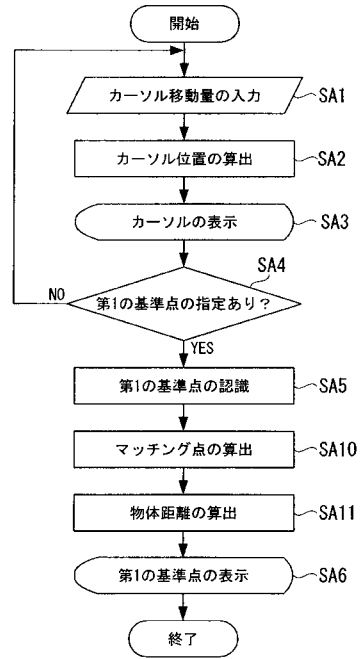 開始
カーソル移動量の入力 SA1
カーソル位置の算出 SA2
カーソルの表示 SA3
SA4
NO 第1の基準点の指定あり？
YES
第1の基準点の認識 SA5
マッチング点の算出 SA10
物体距離の算出 SA11
第1の基準点の表示 SA6
終了